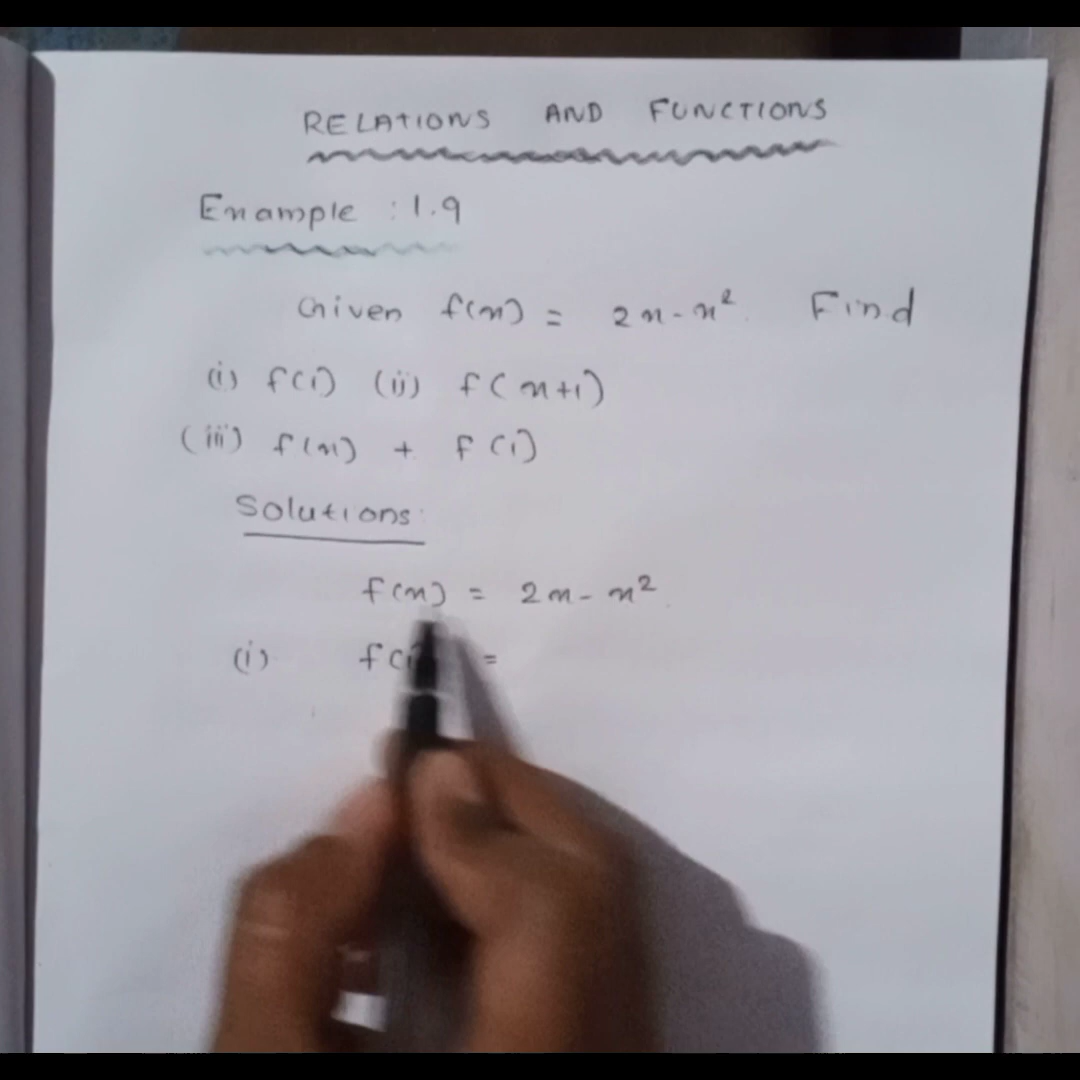 RELATIONS AND FUNCTIONS
Example : 1.9
Given f(x) = 2x - x². Find
(i) f(1) (ii) f(x+1)
(iii) f(x) + f(1)
Solutions:
f(x) = 2x - x²
(i) =